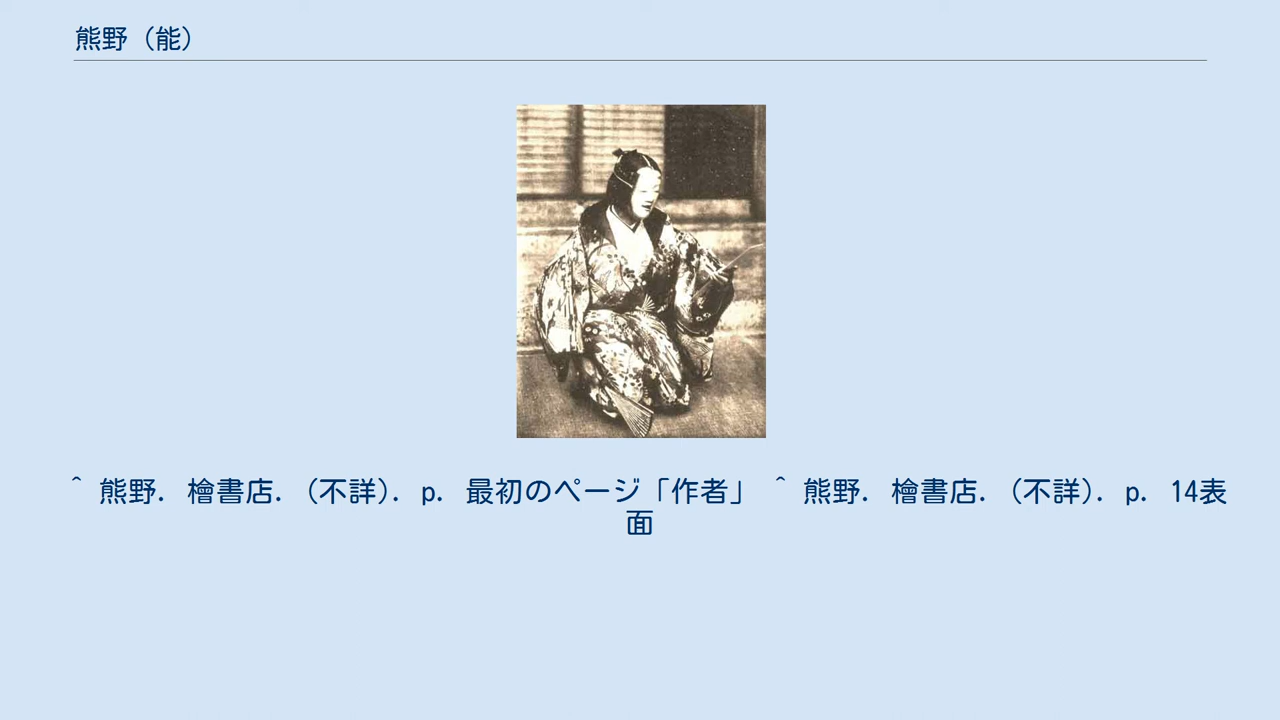 熊野（能）
^ 熊野. 檜書店. (不詳). p. 最初のページ「作者」 ^ 熊野. 檜書店. (不詳). p. 14表
面